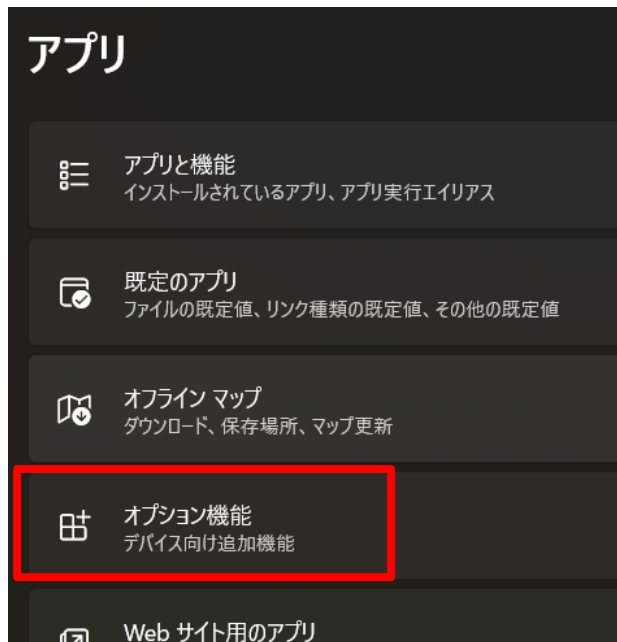 アプリ
アプリと機能
インストールされているアプリ、アプリ実行エイリアス
既定のアプリ
ファイルの既定値、リンク種類の既定値、その他の既定値
オフライン マップ
ダウンロード、保存場所、マップ更新
オプション機能
デバイス向け追加機能
Web サイト用のアプリ